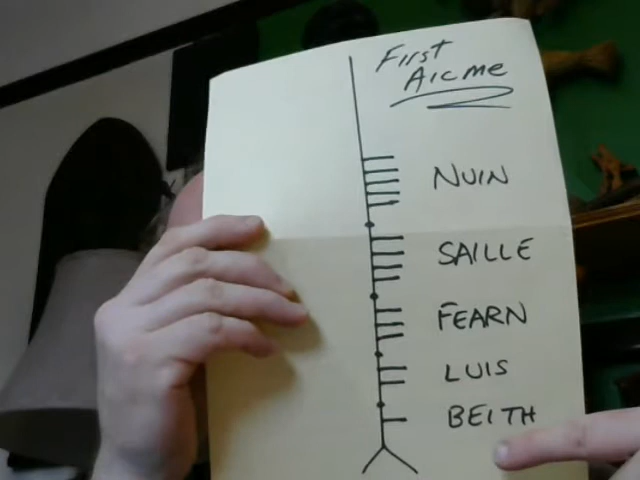 First
Aicme
NUIN
SAILLE
FEARN
LUIS
BEITH